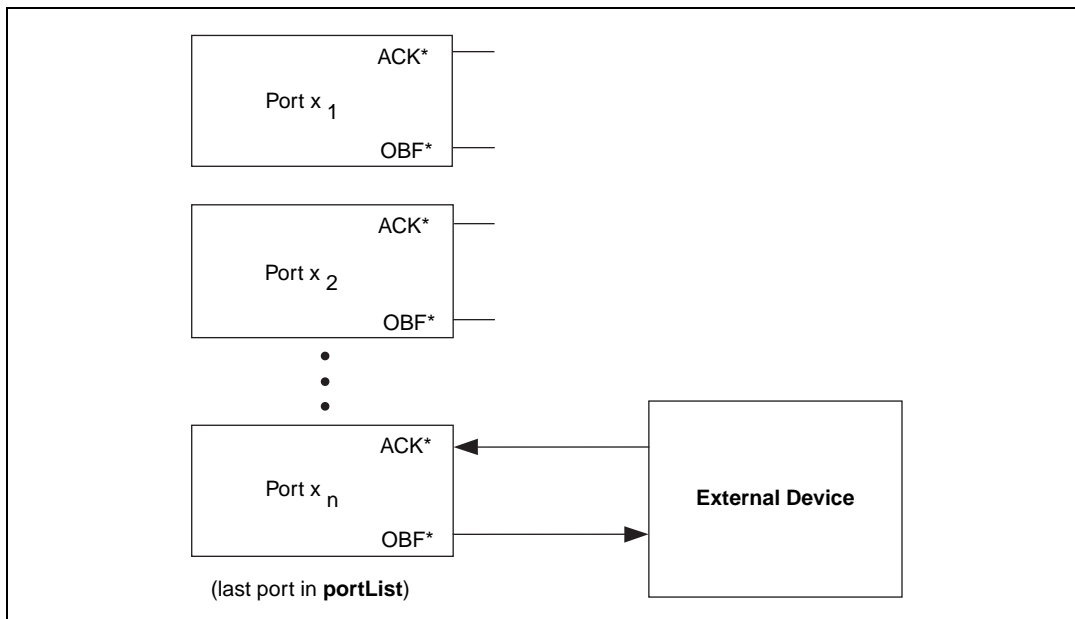 ACK*
Port x 1
OBF*
ACK*
Port x 2
OBF*
ACK*
Port x n
OBF*
External Device
(last port in portList)